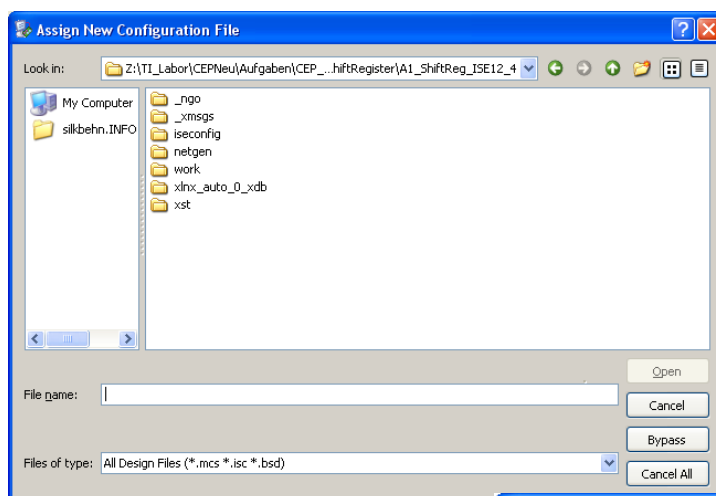 Assign New Configuration File
Look in: Z:\TI_Labor\CEPNeu\Aufgaben\CEP_...hiftRegister\A1_ShiftReg_ISE12_4
My Computer
silkbehn.INFO
_ngo
_xmsgs
iseconfig
netgen
work
xlnx_auto_0_xdb
xst
Open
File name:
Cancel
Bypass
Files of type: All Design Files (*.mcs *.isc *.bsd)
Cancel All